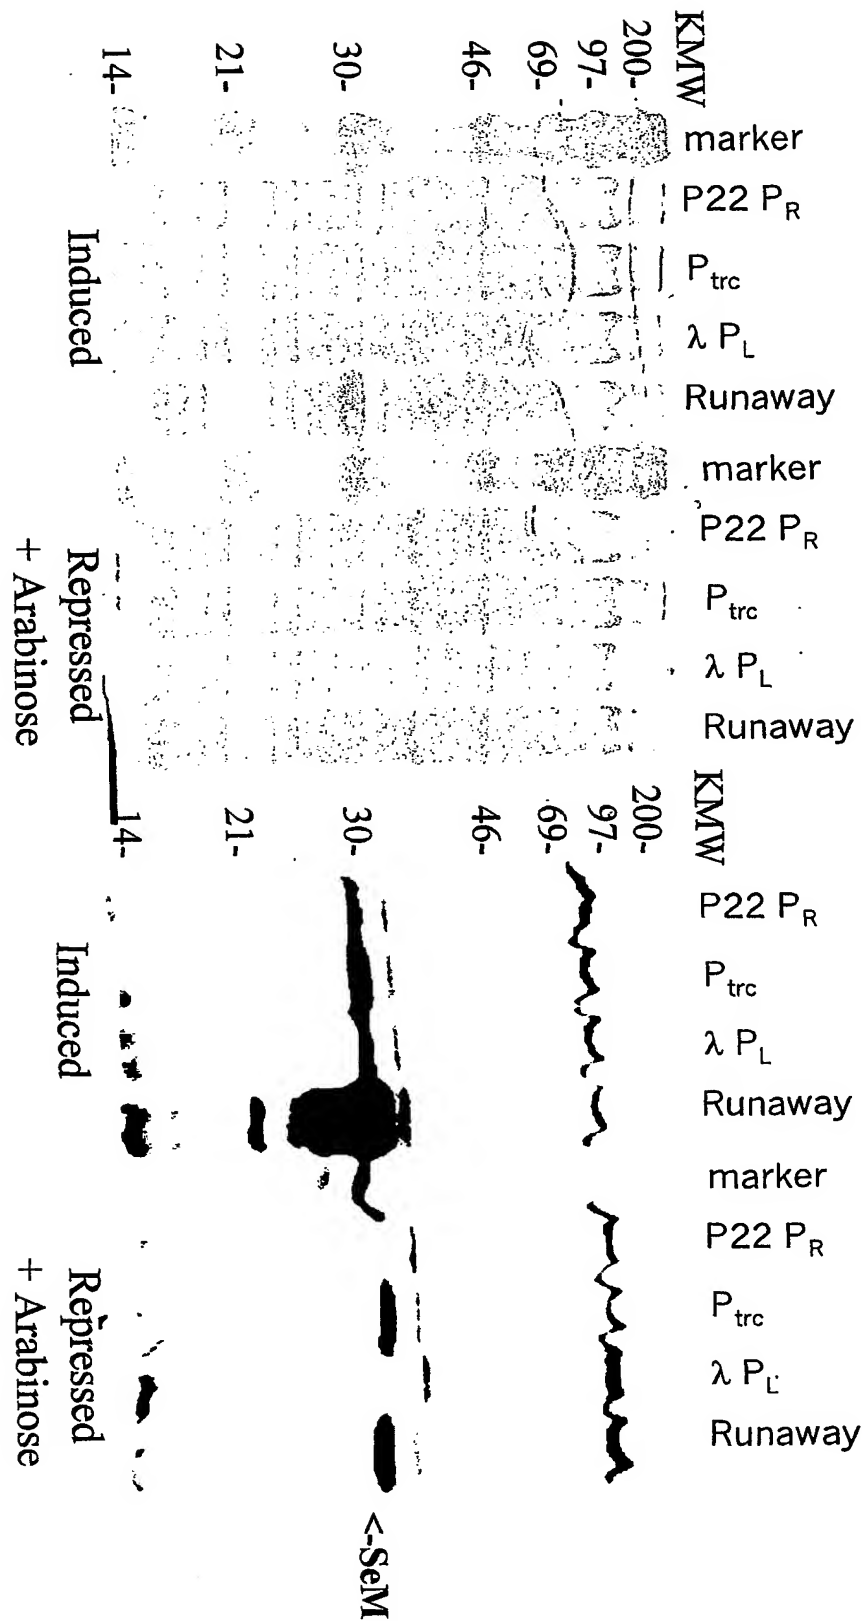 KMW
200-
97-
69-
46-
30-
21-
14-
marker
P22 P_R
P_trc
λ P_L
Runaway
marker
P22 P_R
P_trc
λ P_L
Runaway
Induced
Repressed
+ Arabinose
KMW
200-
97-
69-
46-
30-
21-
14-
P22 P_R
P_trc
λ P_L
Runaway
marker
P22 P_R
P_trc
λ P_L
Runaway
Induced
Repressed
+ Arabinose
<-SeM